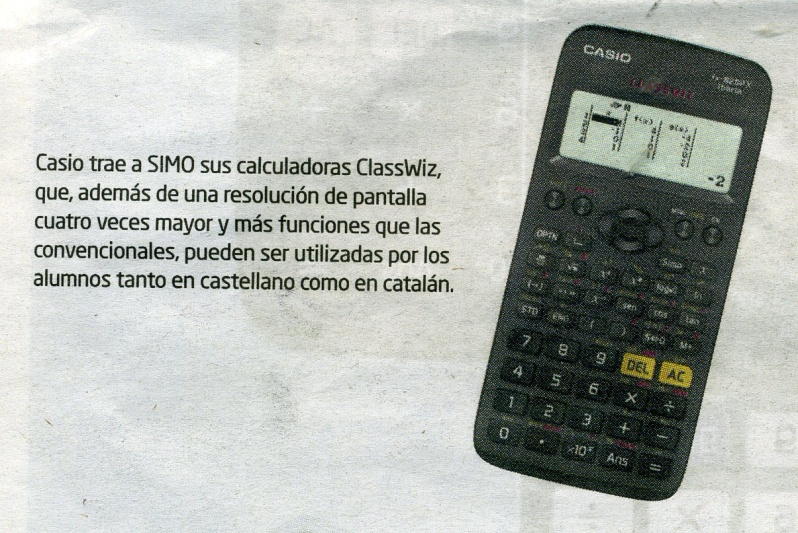 CASIO
Casio trae a SIMO sus calculadoras ClassWiz,
que, además de una resolución de pantalla
cuatro veces mayor y más funciones que las
convencionales, pueden ser utilizadas por los
alumnos tanto en castellano como en catalán.
-2
OPTN
STO ENG ( ) S⇔D M+
7 8 9 DEL AC
4 5 6 × ÷
1 2 3 + −
0 . ×10ˣ Ans =